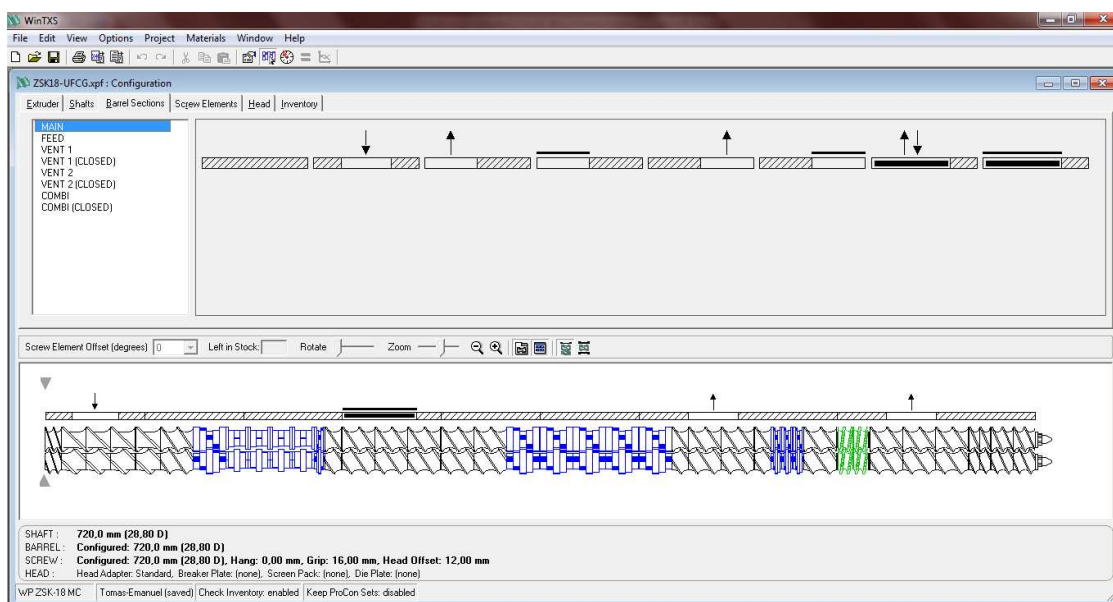 WinTXS
File Edit View Options Project Materials Window Help
ZSK18-UFCG.xpf : Configuration
Extruder Shafts Barrel Sections Screw Elements Head Inventory
MAIN
FEED
VENT 1
VENT 1 (CLOSED)
VENT 2
VENT 2 (CLOSED)
COMBI
COMBI (CLOSED)
Screw Element Offset (degrees) 0 Left in Stock: Rotate Zoom
SHAFT : 720,0 mm (28,80 D)
BARREL : Configured: 720,0 mm (28,80 D)
SCREW : Configured: 720,0 mm (28,80 D), Hang: 0,00 mm, Grip: 16,00 mm, Head Offset: 12,00 mm
HEAD : Head Adapter: Standard, Breaker Plate: (none), Screen Pack: (none), Die Plate: (none)
WP ZSK-18 MC Tomas-Emanuel (saved) Check Inventory: enabled Keep ProCon Sets: disabled